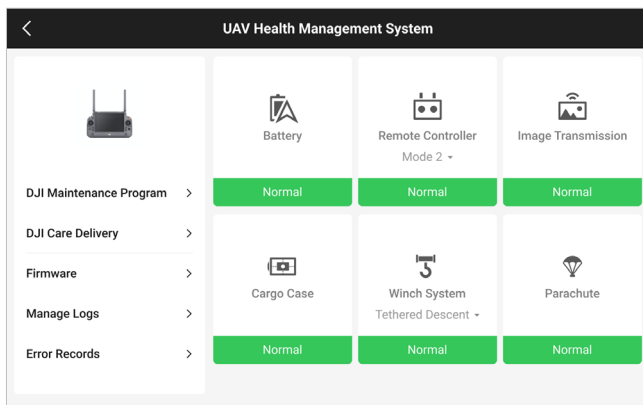 UAV Health Management System
DJI Maintenance Program
DJI Care Delivery
Firmware
Manage Logs
Error Records
Battery
Normal
Remote Controller
Mode 2
Normal
Image Transmission
Normal
Cargo Case
Normal
Winch System
Tethered Descent
Normal
Parachute
Normal